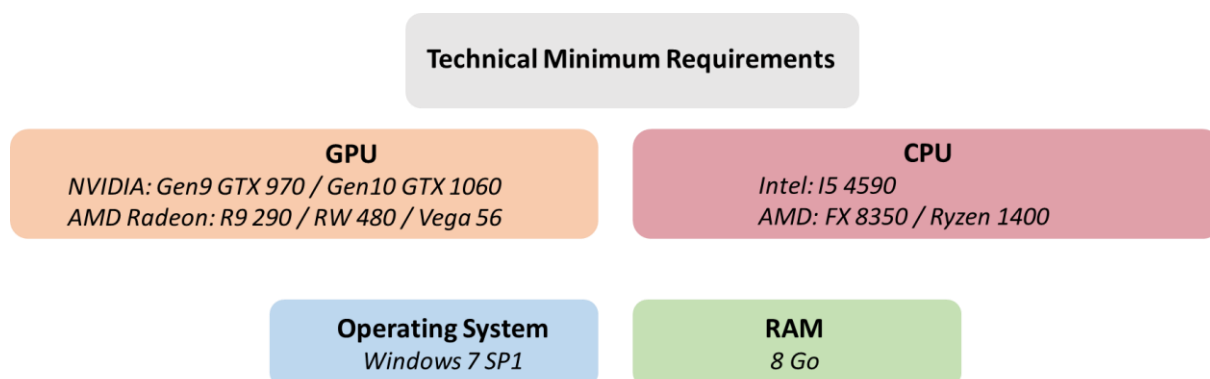 Technical Minimum Requirements
GPU
NVIDIA: Gen9 GTX 970 / Gen10 GTX 1060
AMD Radeon: R9 290 / RW 480 / Vega 56
CPU
Intel: I5 4590
AMD: FX 8350 / Ryzen 1400
Operating System
Windows 7 SP1
RAM
8 Go